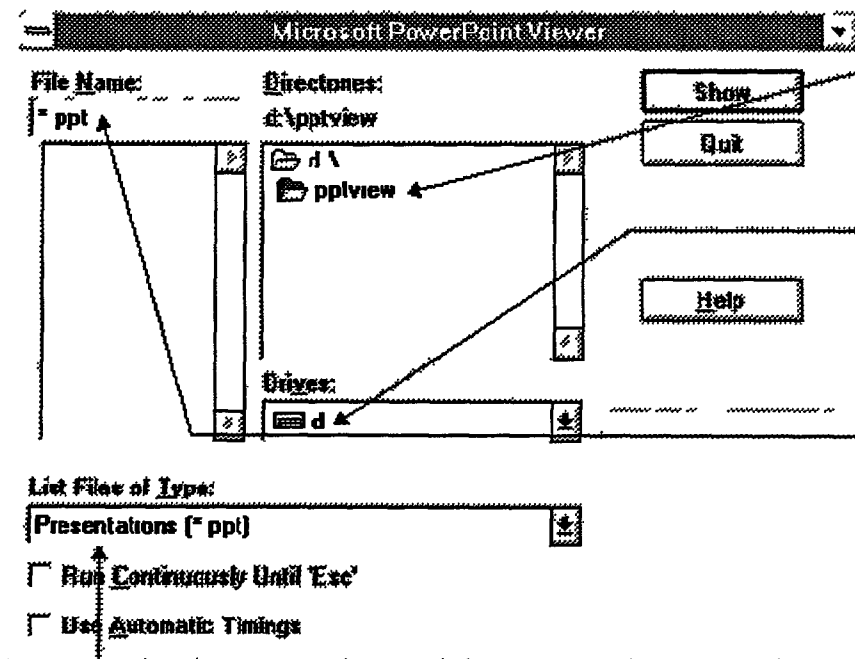 Microsoft PowerPoint Viewer
File Name:
* ppt
Directories:
d:\pptview
d \
pptview
Show
Quit
Help
Drives:
d
List Files of Type:
Presentations (* ppt)
Run Continuously Until 'Esc'
Use Automatic Timings